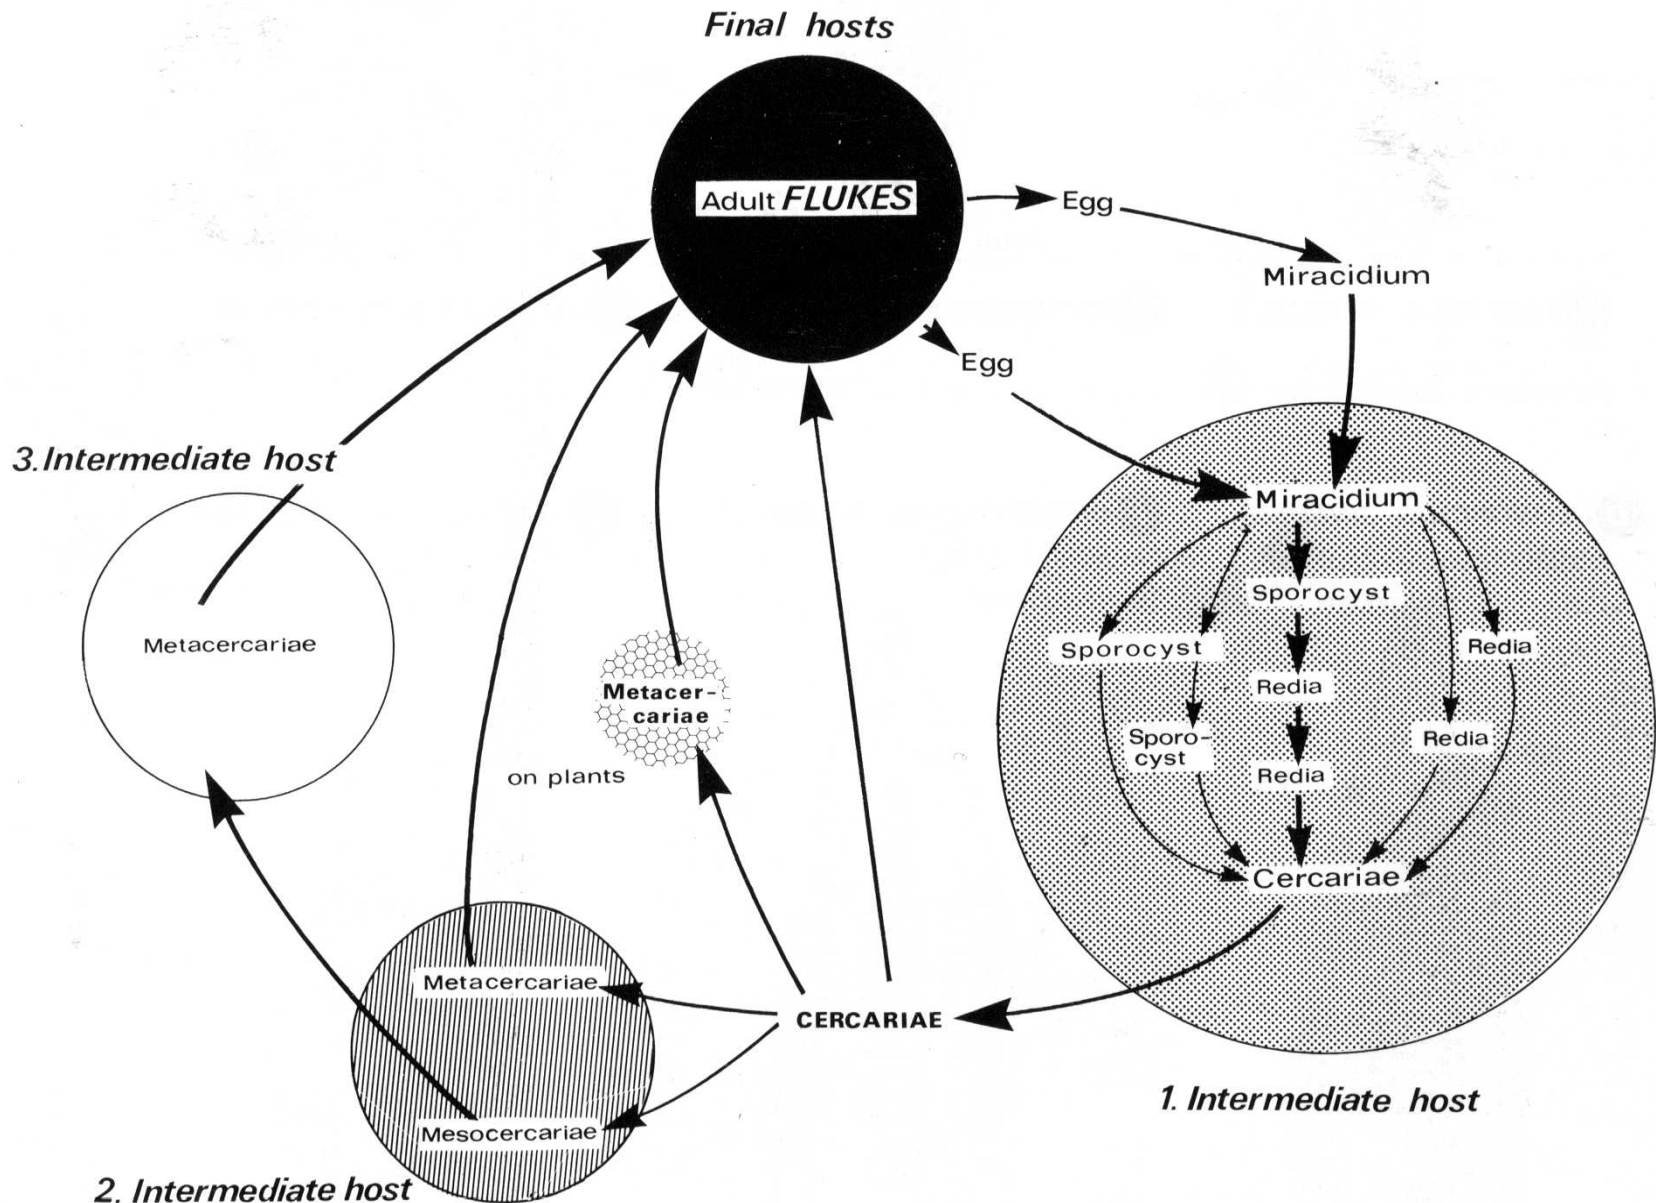 Final hosts
Adult FLUKES
Egg
Miracidium
Egg
3. Intermediate host
Miracidium
Sporocyst
Sporocyst
Redia
Metacercariae
Redia
Metacer-
cariae
Sporo-
cyst
Redia
on plants
Redia
Cercariae
Metacercariae
CERCARIAE
1. Intermediate host
Mesocercariae
2. Intermediate host